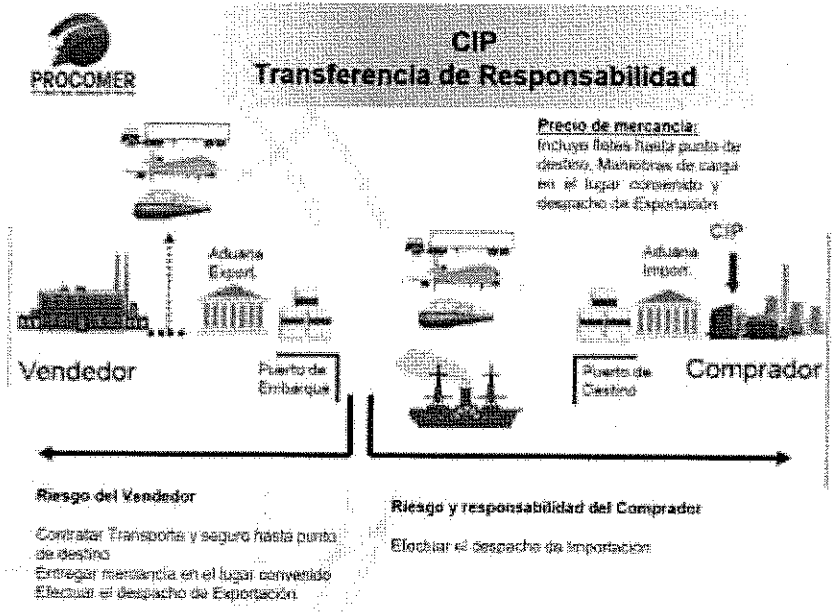 PROCOMER
CIP
Transferencia de Responsabilidad
Precio de mercancía:
Incluye fletes hasta punto de
destino, Maniobras de carga
en el lugar convenido y
despacho de Exportación
CIP
Aduana
Export.
Aduana
Import.
Vendedor
Puerto de
Embarque
Puerto de
Destino
Comprador
Riesgo del Vendedor
Contratar Transporte y seguro hasta punto
de destino
Entregar mercancía en el lugar convenido
Efectuar el despacho de Exportación
Riesgo y responsabilidad del Comprador
Efectuar el despacho de Importación